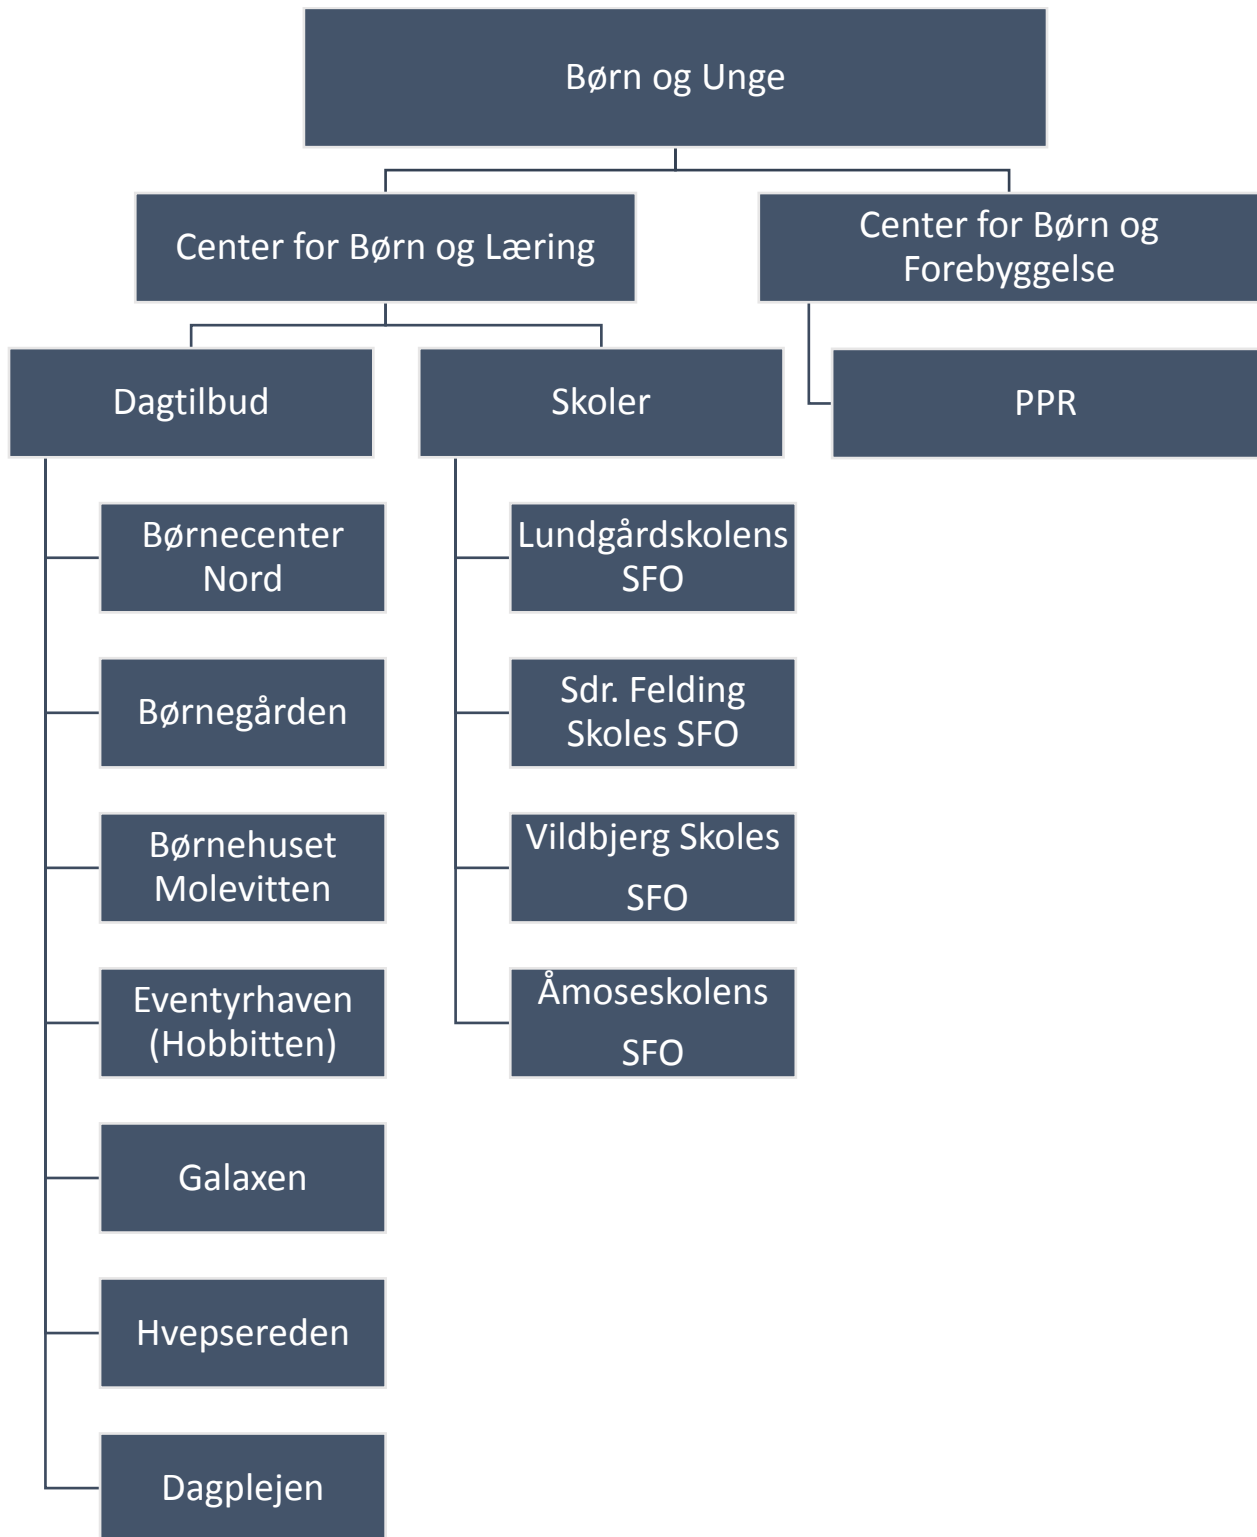 Børn og Unge
Center for Børn og Læring
Center for Børn og
Forebyggelse
Dagtilbud
Skoler
PPR
Børnecenter
Nord
Børnegården
Børnehuset
Molevitten
Eventyrhaven
(Hobbitten)
Galaxen
Hvepsereden
Dagplejen
Lundgårdskolens
SFO
Sdr. Felding
Skoles SFO
Vildbjerg Skoles
SFO
Åmoseskolens
SFO